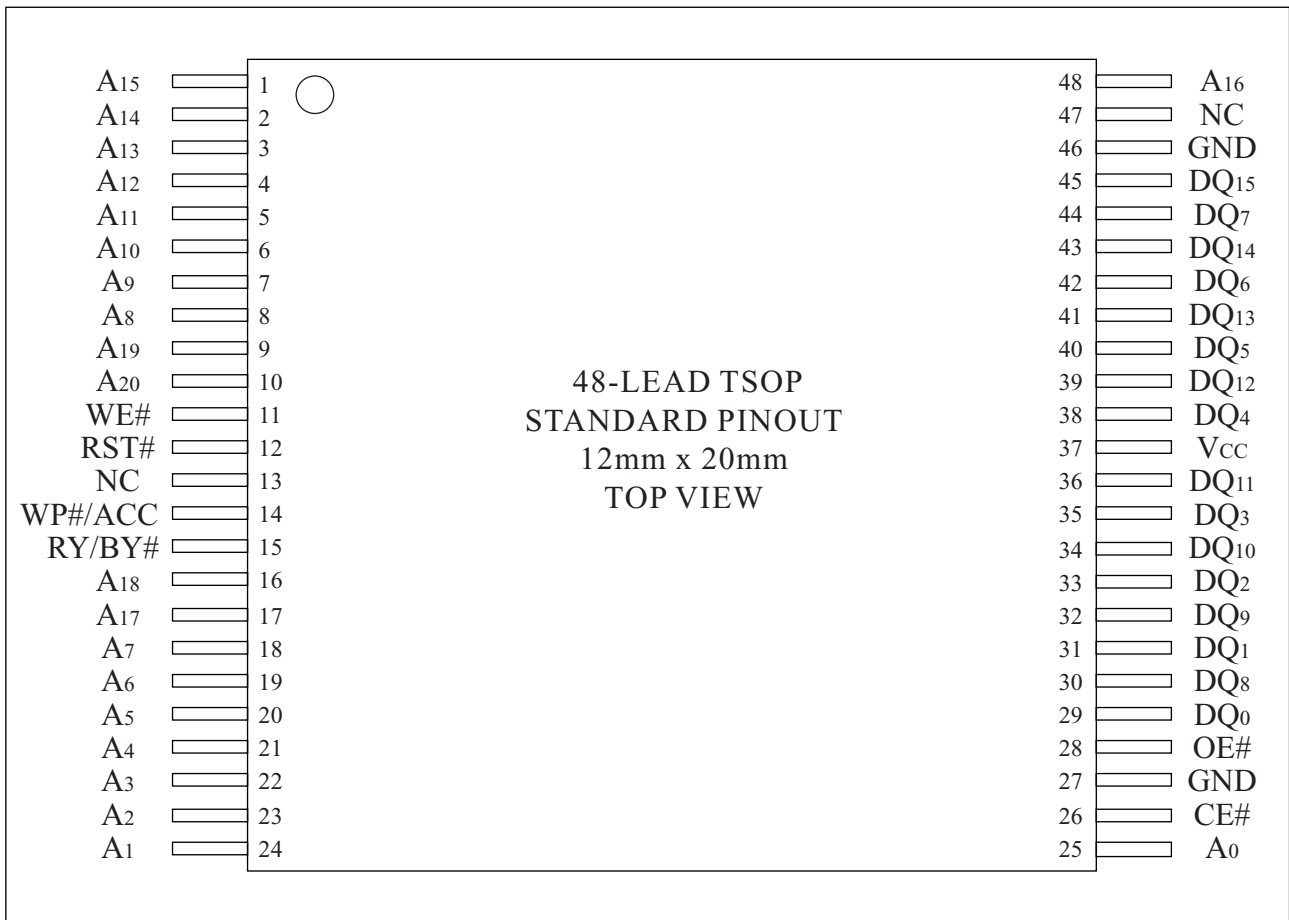 A15 1 48 A16
A14 2 47 NC
A13 3 46 GND
A12 4 45 DQ15
A11 5 44 DQ7
A10 6 43 DQ14
A9 7 42 DQ6
A8 8 41 DQ13
A19 9 40 DQ5
A20 10 39 DQ12
WE# 11 38 DQ4
RST# 12 37 VCC
NC 13 36 DQ11
WP#/ACC 14 35 DQ3
RY/BY# 15 34 DQ10
A18 16 33 DQ2
A17 17 32 DQ9
A7 18 31 DQ1
A6 19 30 DQ8
A5 20 29 DQ0
A4 21 28 OE#
A3 22 27 GND
A2 23 26 CE#
A1 24 25 A0
48-LEAD TSOP
STANDARD PINOUT
12mm x 20mm
TOP VIEW